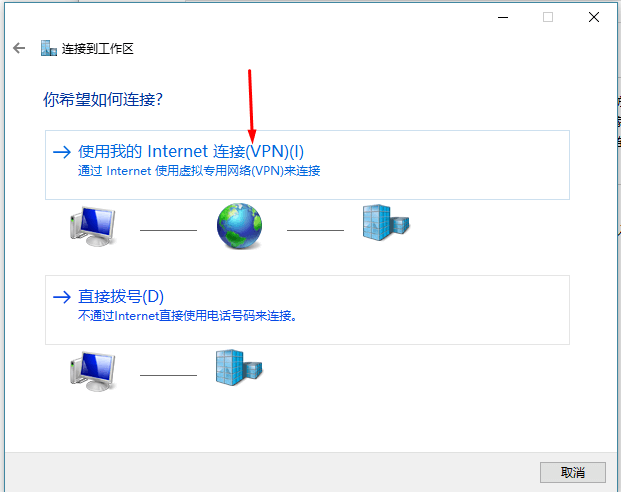 连接到工作区
你希望如何连接?
使用我的 Internet 连接(VPN)(I)
通过 Internet 使用虚拟专用网络(VPN)来连接
直接拨号(D)
不通过Internet直接使用电话号码来连接。
取消